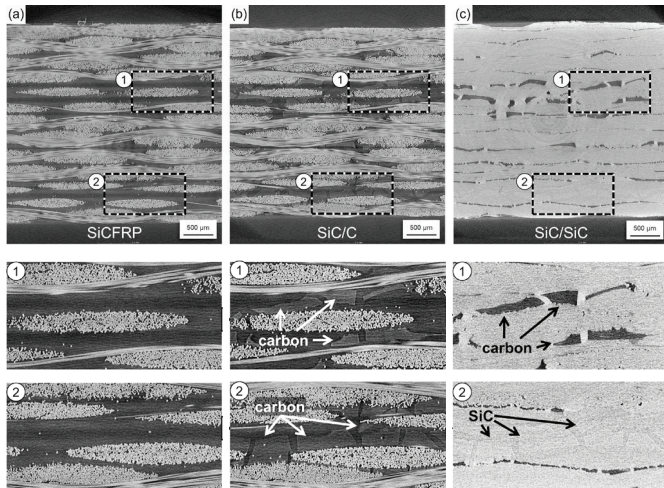 (a)
(b)
(c)
1
1
1
2
2
2
SiCFRP
500 µm
SiC/C
500 µm
SiC/SiC
500 µm
1
1
1
carbon
carbon
2
2
2
carbon
SiC